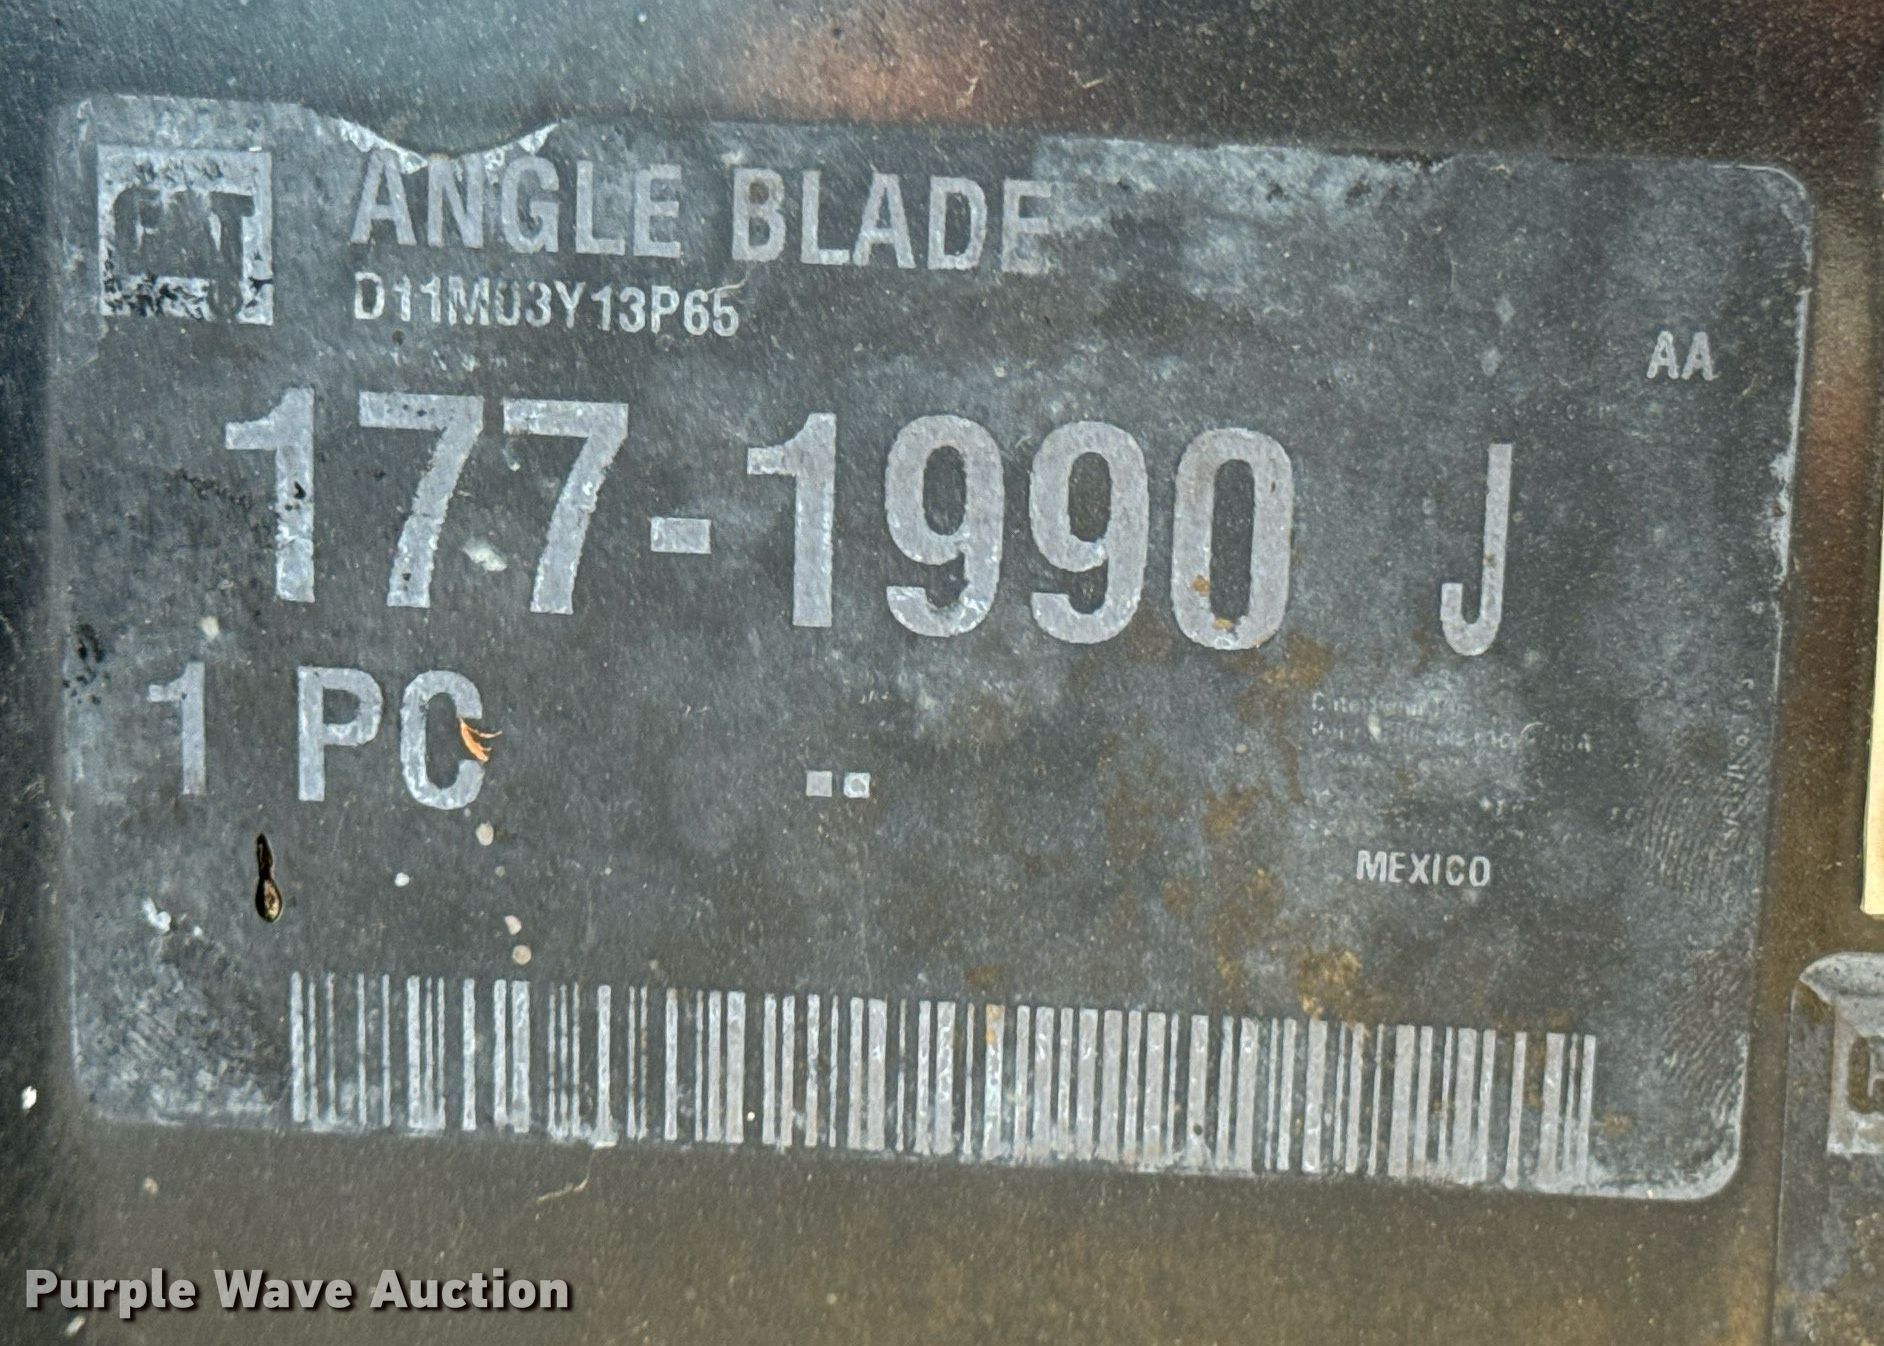 ANGLE BLADE
D11M03Y13P65
AA
177-1990 J
1 PC --
MEXICO
Purple Wave Auction